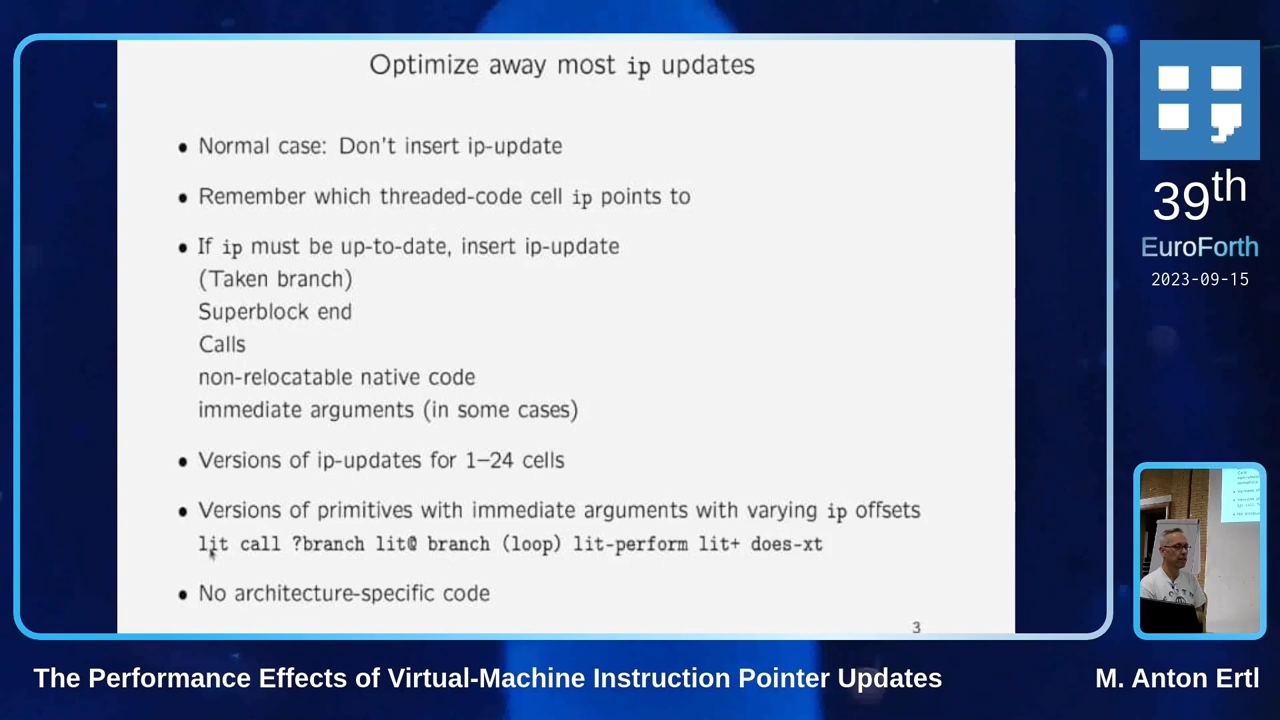 Optimize away most ip updates
• Normal case: Don't insert ip-update
• Remember which threaded-code cell ip points to
• If ip must be up-to-date, insert ip-update
(Taken branch)
Superblock end
Calls
non-relocatable native code
immediate arguments (in some cases)
• Versions of ip-updates for 1–24 cells
• Versions of primitives with immediate arguments with varying ip offsets
lit call ?branch lit@ branch (loop) lit-perform lit+ does-xt
• No architecture-specific code
3
39th
EuroForth
2023-09-15
The Performance Effects of Virtual-Machine Instruction Pointer Updates
M. Anton Ertl